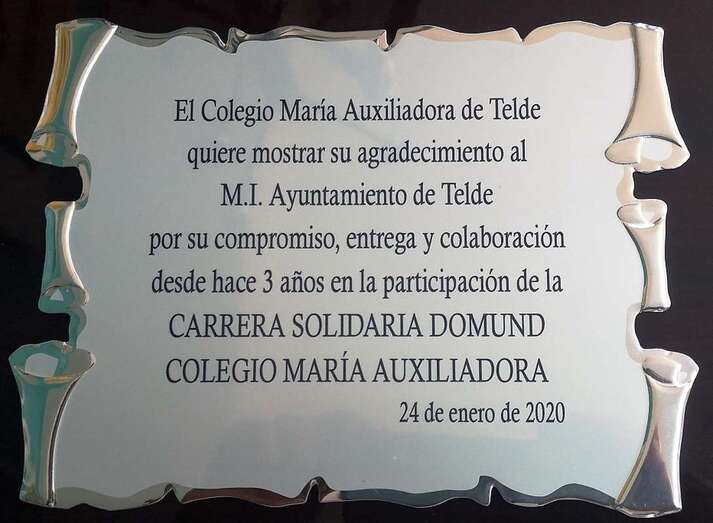 El Colegio María Auxiliadora de Telde
quiere mostrar su agradecimiento al
M.I. Ayuntamiento de Telde
por su compromiso, entrega y colaboración
desde hace 3 años en la participación de la
CARRERA SOLIDARIA DOMUND
COLEGIO MARÍA AUXILIADORA
24 de enero de 2020